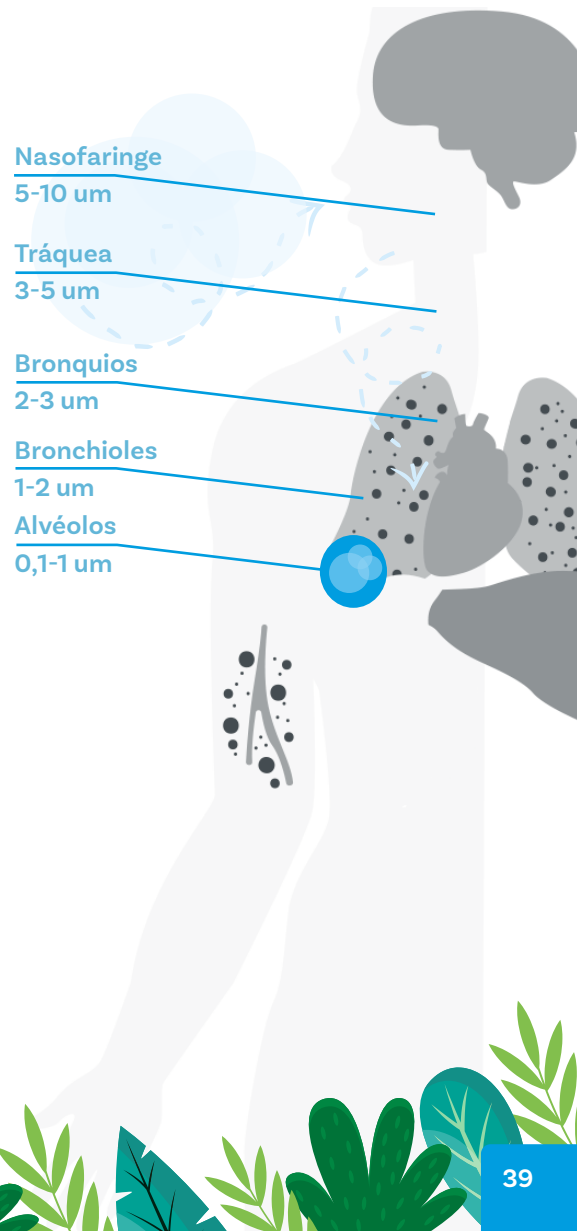 Nasofaringe
5-10 um
Tráquea
3-5 um
Bronquios
2-3 um
Bronchioles
1-2 um
Alvéolos
0,1-1 um
39